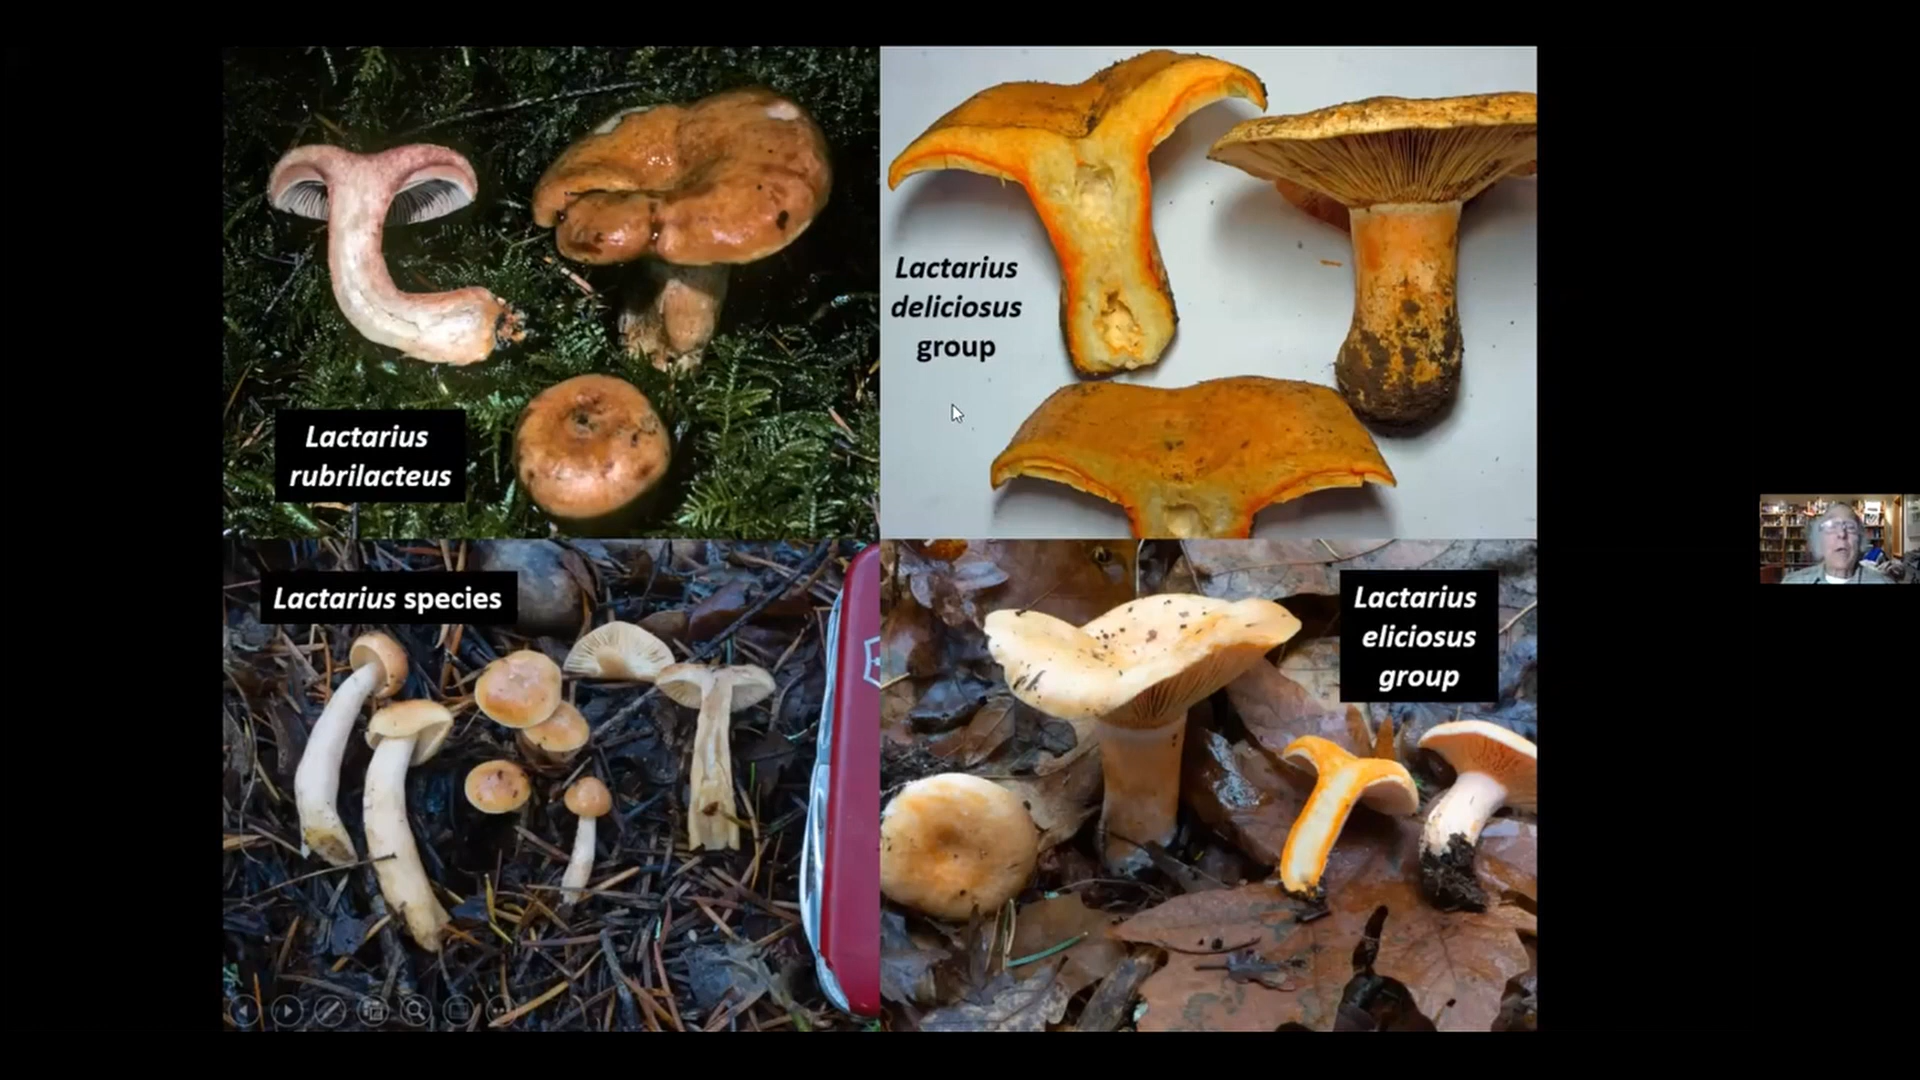 Lactarius
rubrilacteus
Lactarius
deliciosus
group
Lactarius species
Lactarius
eliciosus
group